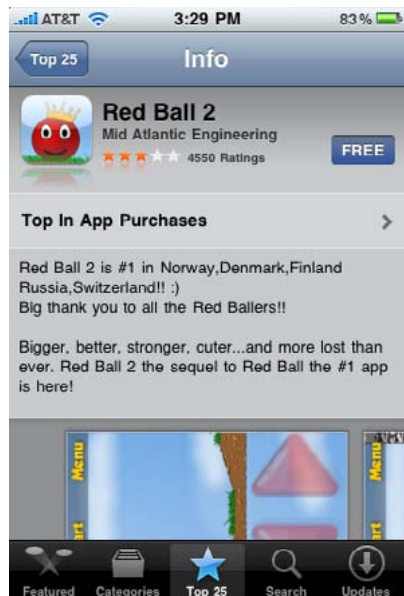 AT&T 3:29 PM 83%
Top 25 Info
Red Ball 2
Mid Atlantic Engineering
4550 Ratings
FREE
Top In App Purchases
Red Ball 2 is #1 in Norway,Denmark,Finland
Russia,Switzerland!! :)
Big thank you to all the Red Ballers!!
Bigger, better, stronger, cuter...and more lost than
ever. Red Ball 2 the sequel to Red Ball the #1 app
is here!
Menu
Menu
Featured Categories Top 25 Search Updates